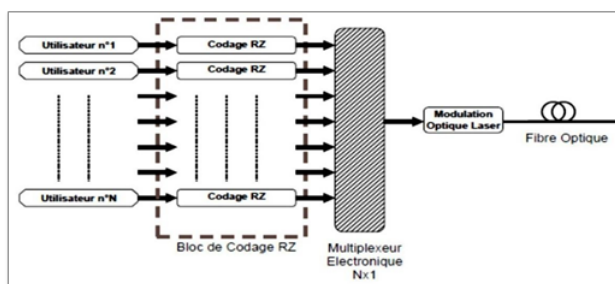 Utilisateur n°1
Codage RZ
Utilisateur n°2
Codage RZ
Modulation
Optique Laser
Fibre Optique
Utilisateur n°N
Codage RZ
Bloc de Codage RZ
Multiplexeur
Electronique
Nx1